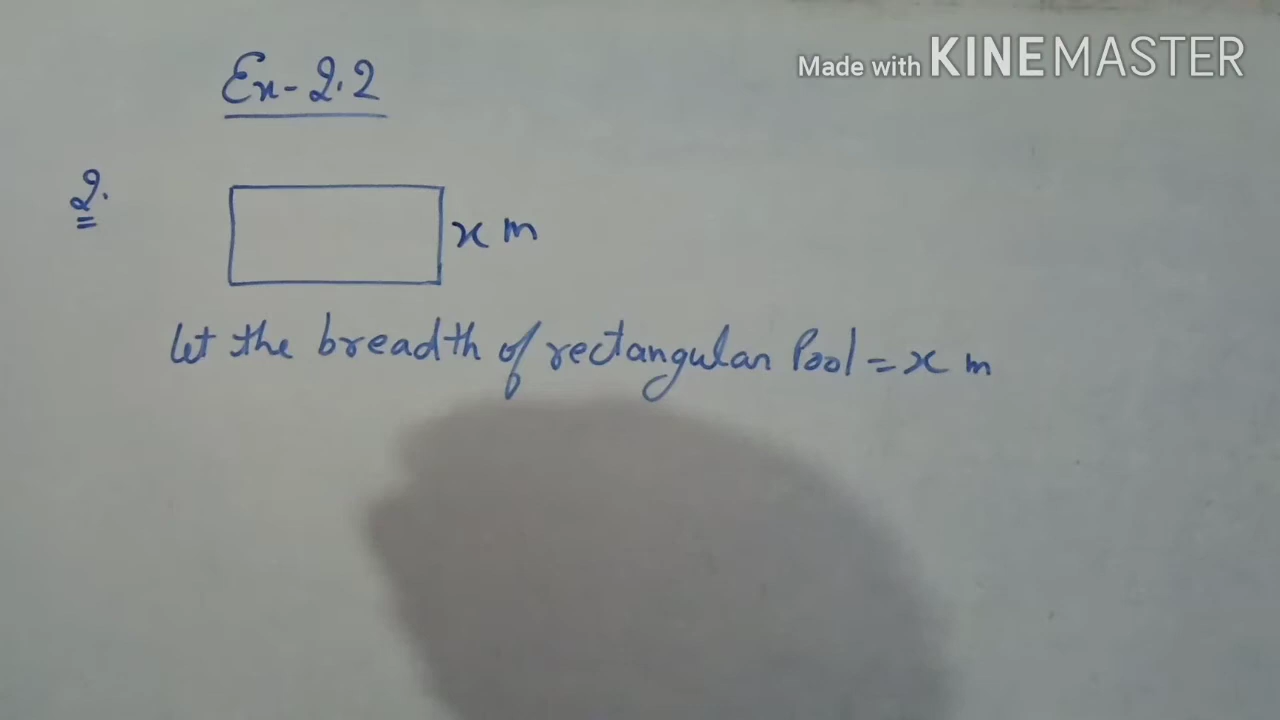 Made with KINEMASTER
Ex-2.2
2.
x m
let the breadth of rectangular Pool = x m